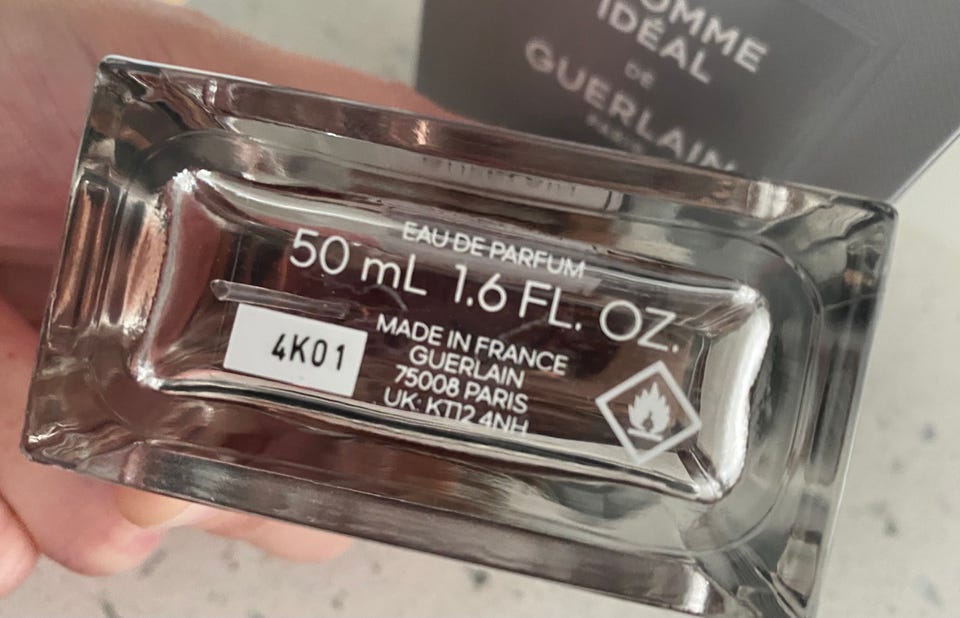 OMME
IDÉAL
DE
GUERLAIN
PARIS
EAU DE PARFUM
50 mL 1.6 FL. OZ.
4K01
MADE IN FRANCE
GUERLAIN
75008 PARIS
UK: KT12 4NH